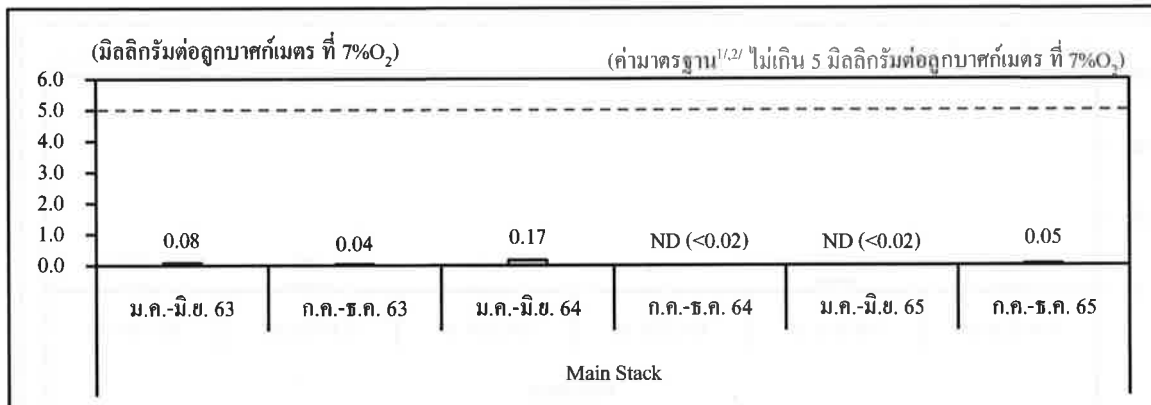 (มิลลิกรัมต่อลูกบาศก์เมตร ที่ 7%O₂)
(ค่ามาตรฐาน¹/,²/ ไม่เกิน 5 มิลลิกรัมต่อลูกบาศก์เมตร ที่ 7%O₂)
6.0
5.0
4.0
3.0
2.0
1.0
0.0
0.08 0.04 0.17 ND (<0.02) ND (<0.02) 0.05
ม.ค.-มิ.ย. 63 ก.ค.-ธ.ค. 63 ม.ค.-มิ.ย. 64 ก.ค.-ธ.ค. 64 ม.ค.-มิ.ย. 65 ก.ค.-ธ.ค. 65
Main Stack